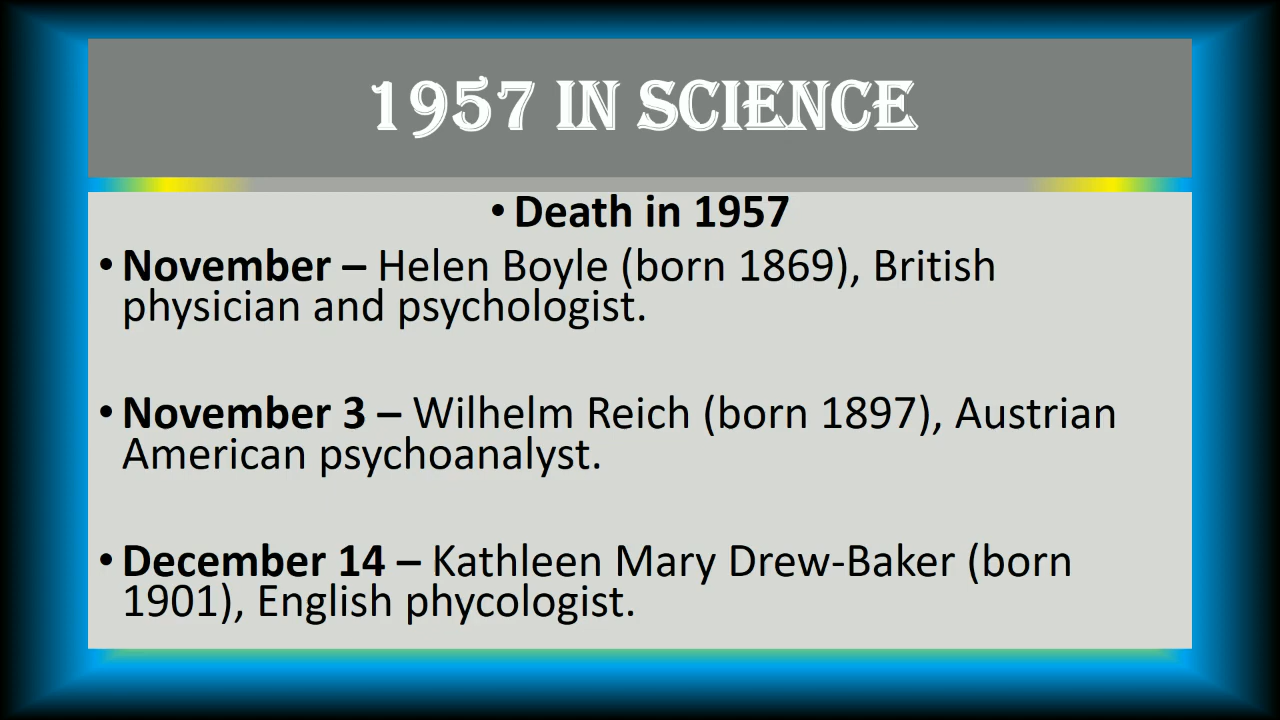 1957 IN SCIENCE
• Death in 1957
• November – Helen Boyle (born 1869), British
physician and psychologist.
• November 3 – Wilhelm Reich (born 1897), Austrian
American psychoanalyst.
• December 14 – Kathleen Mary Drew-Baker (born
1901), English phycologist.